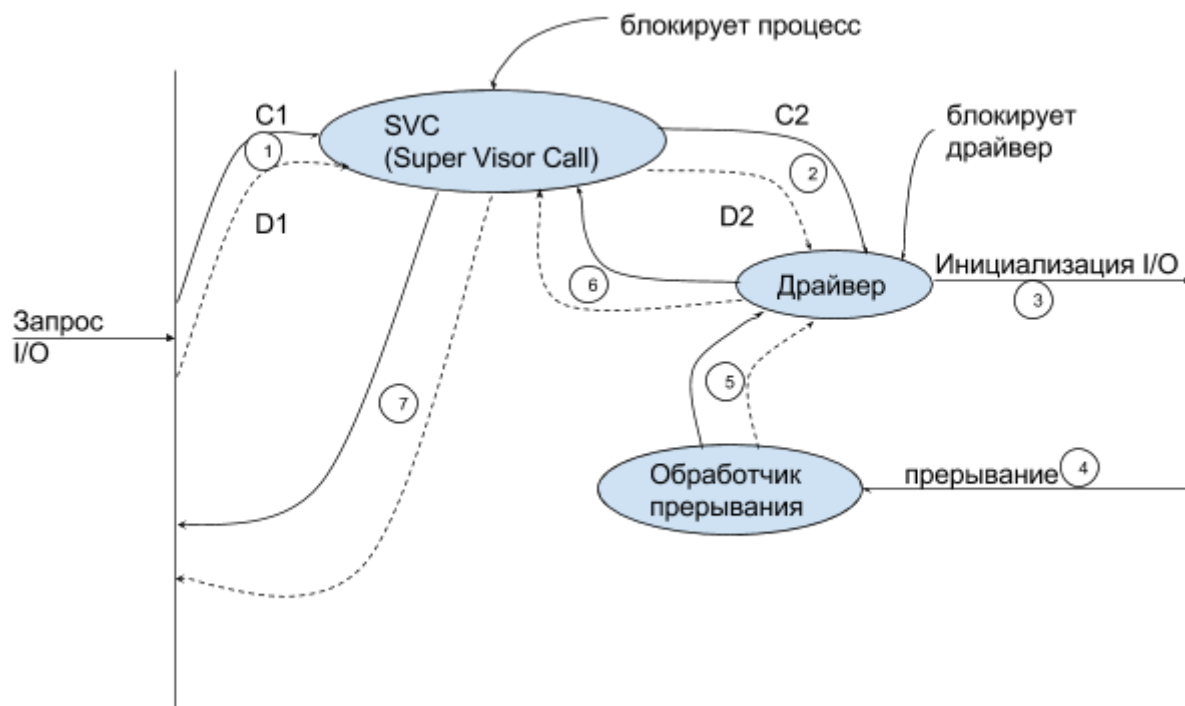 блокирует процесс
C1
SVC
(Super Visor Call)
C2
блокирует
драйвер
1
2
D1
D2
Инициализация I/O
Драйвер
6
3
Запрос
I/O
5
7
Обработчик
прерывания
прерывание
4